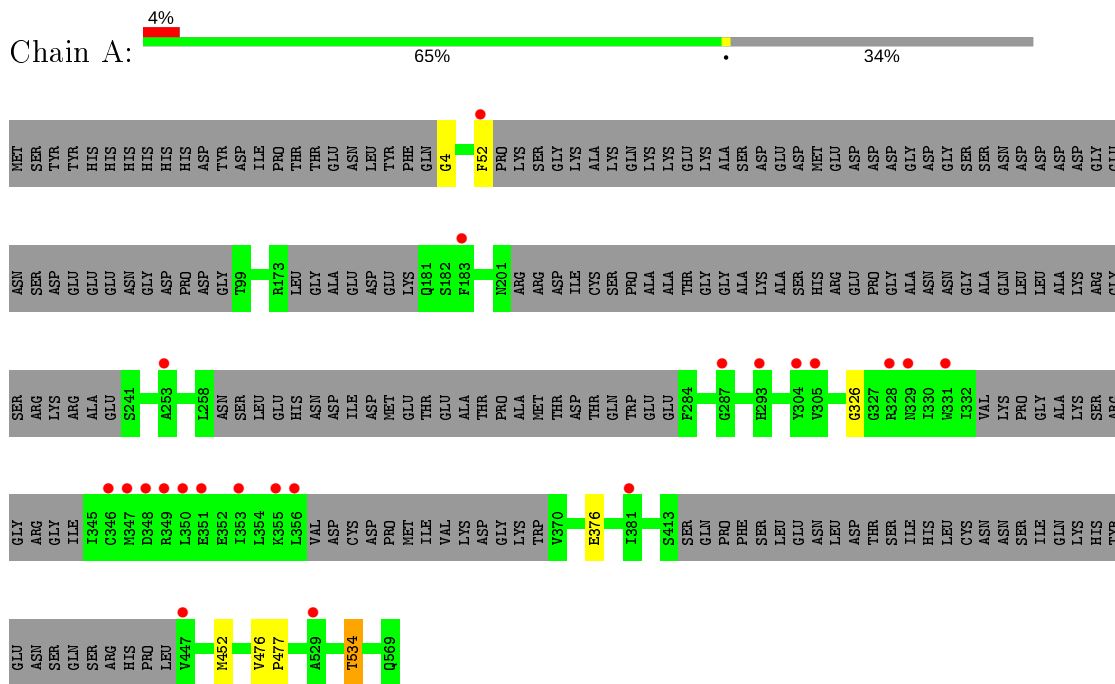 4%
Chain A:
65% • 34%
MET SER TYR TYR HIS HIS HIS HIS HIS HIS ASP TYR ASP ILE PRO THR THR GLU ASN LEU TYR PHE GLN G4 F52 PRO LYS SER GLY LYS ALA LYS GLN LYS LYS GLU LYS ALA SER ASP GLU ASP MET GLU ASP ASP ASP GLY ASP GLY SER SER ASN ASP ASP ASP ASP GLY GLU
ASN SER ASP GLU GLU GLU ASN GLY ASP PRO ASP GLY T99 R173 LEU GLY ALA GLU ASP GLU LYS Q181 S182 F183 N201 ARG ARG ASP ILE CYS SER PRO ALA ALA THR GLY GLY ALA LYS ALA SER HIS ARG GLU PRO GLY ALA ASN ASN GLY ALA GLN LEU LEU ALA LYS ARG GLY
SER ARG LYS ARG ALA GLU S241 A253 L258 ASN SER LEU GLU HIS ASN ASP ILE ASP MET GLU THR GLU ALA THR PRO ALA MET THR ASP THR GLN TRP GLU GLU F284 G287 H293 Y304 V305 G326 G327 R328 N329 I330 W331 I332 VAL LYS PRO GLY ALA LYS SER ARG
GLY ARG GLY ILE I345 C346 M347 D348 R349 L350 E351 E352 I353 L354 K355 L356 VAL ASP CYS ASP PRO MET ILE VAL LYS ASP GLY LYS TRP V370 E376 I381 S413 SER GLN PRO PHE SER LEU GLU ASN LEU ASP THR SER ILE HIS LEU CYS ASN ASN SER ILE GLN LYS HIS TYR
GLU ASN SER GLN SER ARG HIS PRO LEU V447 M452 V476 P477 A529 T534 Q569